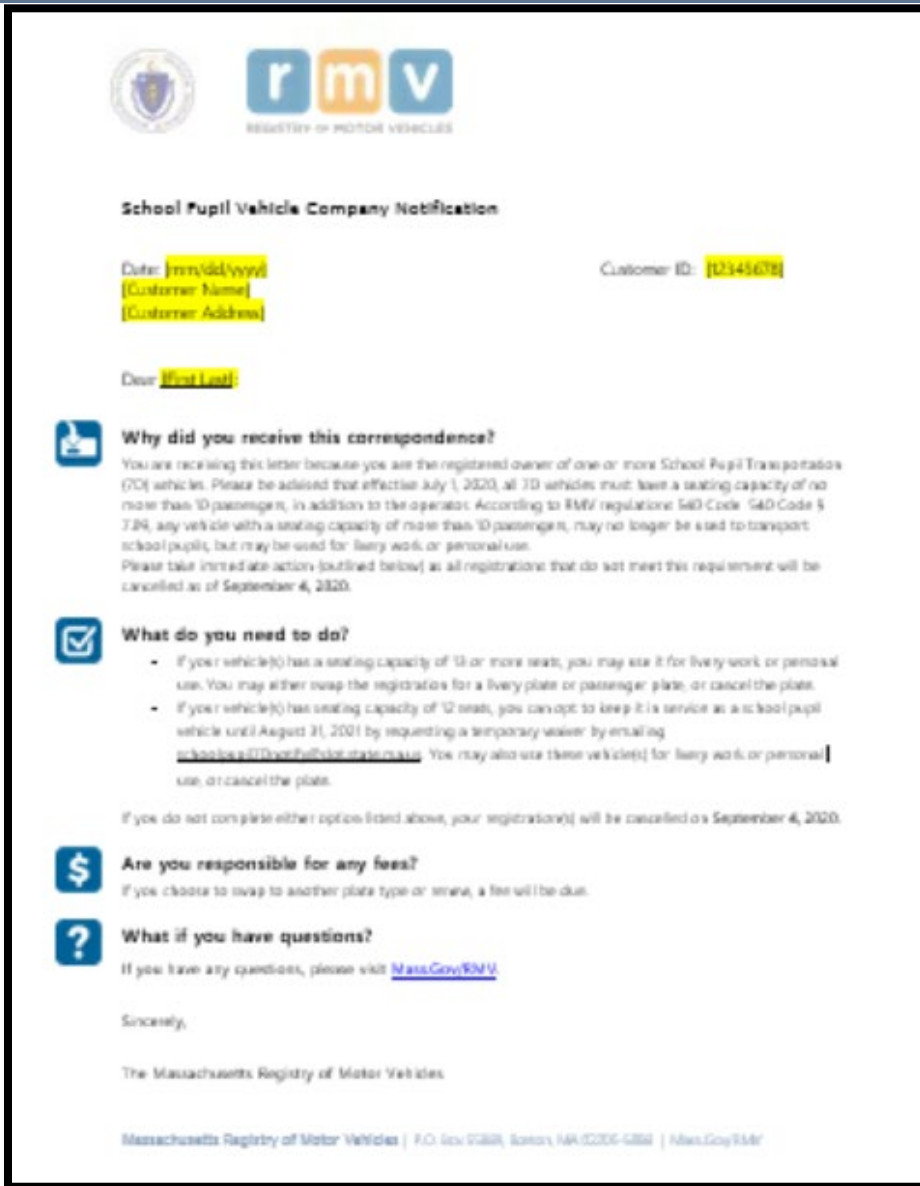 rmv
REGISTRY OF MOTOR VEHICLES
School Pupil Vehicle Company Notification
Date: [mm/dd/yyyy] Customer ID: [12345678]
[Customer Name]
[Customer Address]
Dear [First Last]:
Why did you receive this correspondence?
You are receiving this letter because you are the registered owner of one or more School Pupil Transportation
(7D) vehicles. Please be advised that effective July 1, 2020, all 7D vehicles must have a seating capacity of no
more than 10 passengers, in addition to the operator. According to RMV regulations 540 Code 540 Code §
any vehicle with a seating capacity of more than 10 passengers, may no longer be used to transport
school pupils, but may be used for livery work or personal use.
Please take immediate action (outlined below) as all registrations that do not meet this requirement will be
cancelled as of September 4, 2020.
What do you need to do?
• If your vehicle(s) has a seating capacity of 13 or more seats, you may use it for livery work or personal
use. You may either swap the registration for a livery plate or passenger plate, or cancel the plate.
• If your vehicle(s) has seating capacity of 12 seats, you can opt to keep it in service as a school pupil
vehicle until August 31, 2021 by requesting a temporary waiver by emailing
You may also use these vehicle(s) for livery work or personal
use, or cancel the plate.
If you do not complete either option listed above, your registration(s) will be cancelled on September 4, 2020.
Are you responsible for any fees?
If you choose to swap to another plate type or renew, a fee will be due.
What if you have questions?
If you have any questions, please visit Mass.Gov/RMV.
Sincerely,
The Massachusetts Registry of Motor Vehicles
Massachusetts Registry of Motor Vehicles | P.O. Box Boston, MA | Mass.Gov/RMV